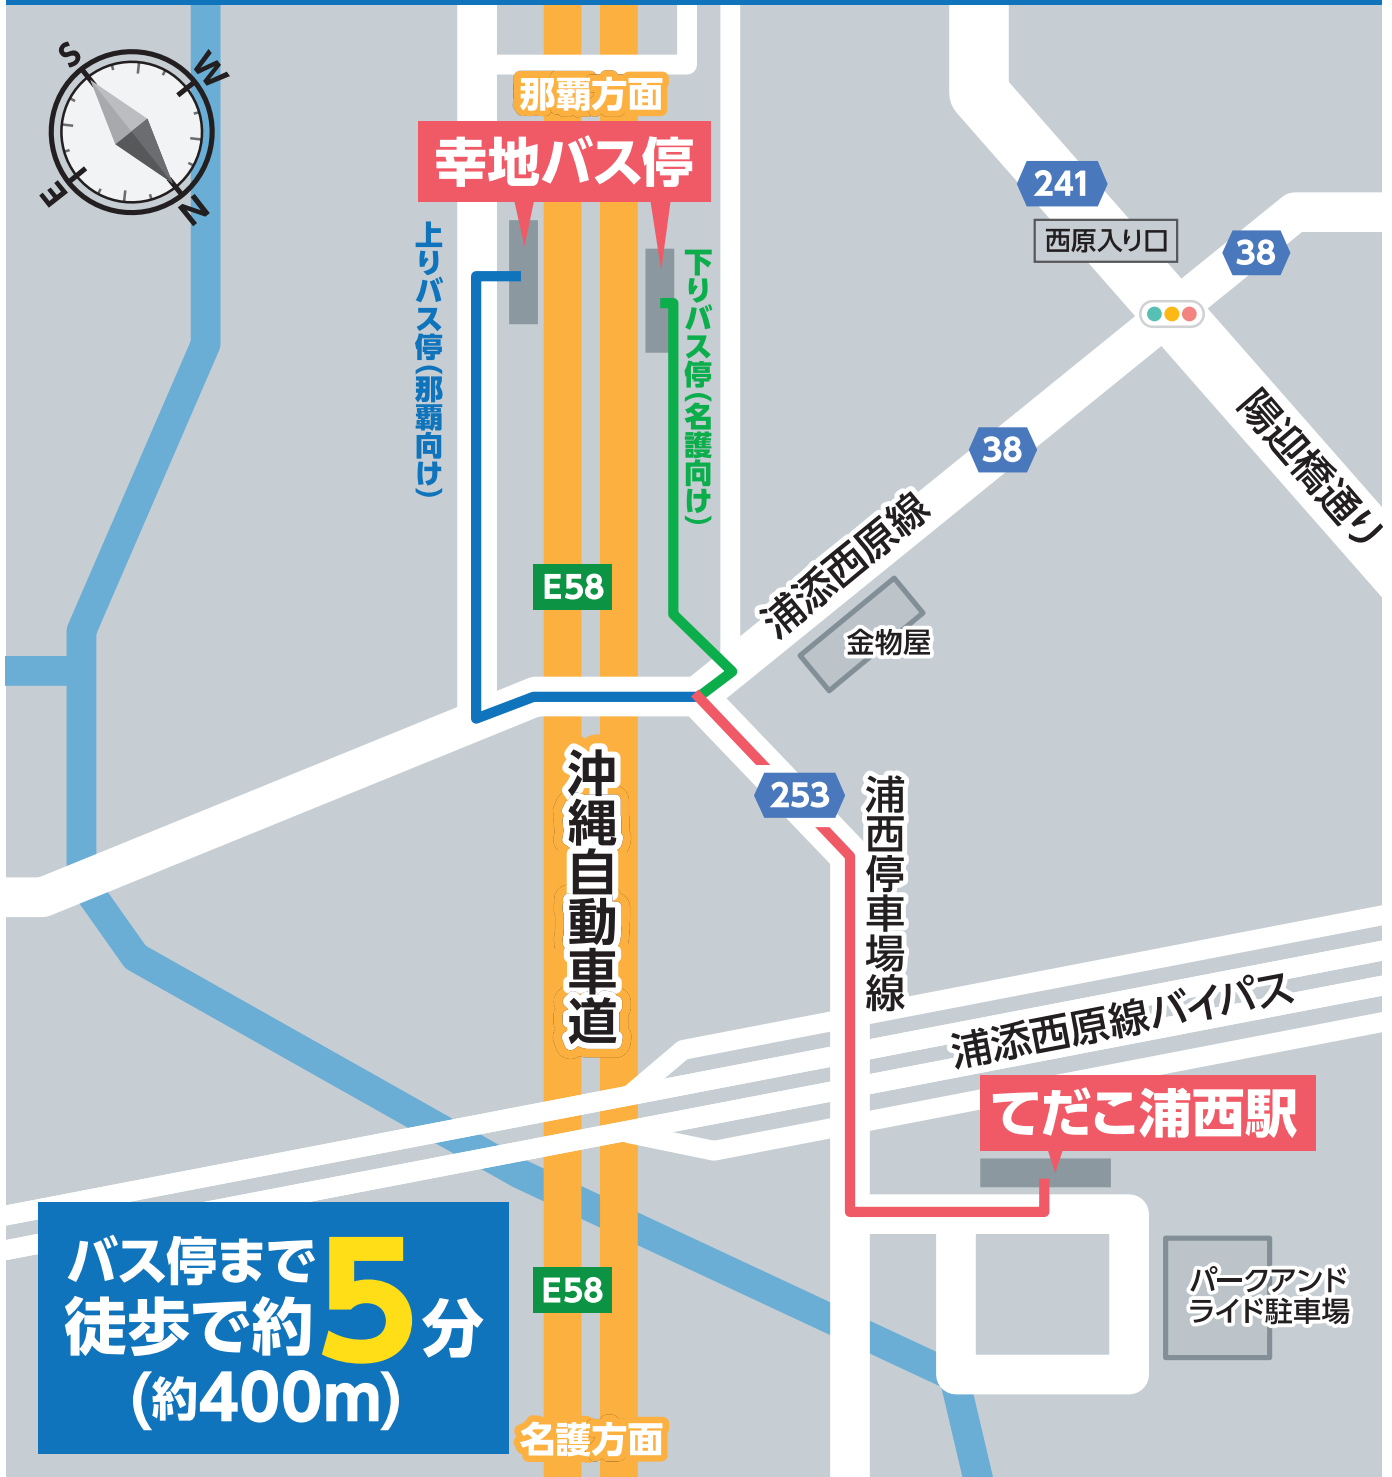 S
W
E
N
那覇方面
幸地バス停
上りバス停(那覇向け)
下りバス停(名護向け)
241
西原入り口
38
38
陽迎橋通り
浦添西原線
金物屋
E58
253
浦西停車場線
沖縄自動車道
浦添西原線バイパス
てだこ浦西駅
パークアンド
ライド駐車場
バス停まで
徒歩で約5分
(約400m)
E58
名護方面